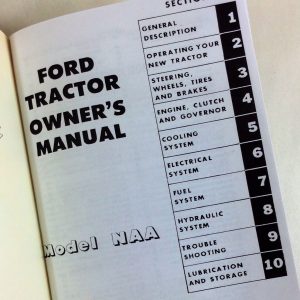 FORD
TRACTOR
OWNER'S
MANUAL
Model NAA
SECTION
GENERAL
DESCRIPTION
1
OPERATING YOUR
NEW TRACTOR
2
STEERING,
WHEELS, TIRES
AND BRAKES
3
ENGINE, CLUTCH
AND GOVERNOR
4
COOLING
SYSTEM
5
ELECTRICAL
SYSTEM
6
FUEL
SYSTEM
7
HYDRAULIC
SYSTEM
8
TROUBLE
SHOOTING
9
LUBRICATION
AND STORAGE
10